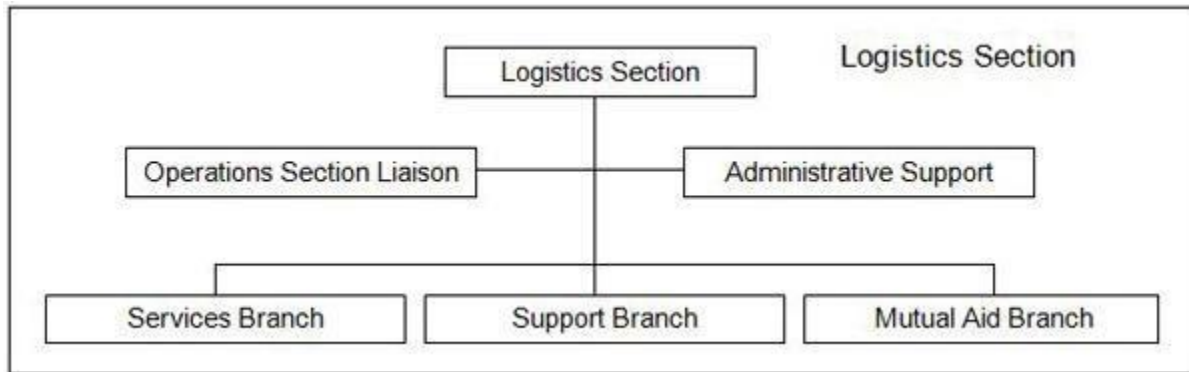 Logistics Section
Logistics Section
Operations Section Liaison
Administrative Support
Services Branch
Support Branch
Mutual Aid Branch